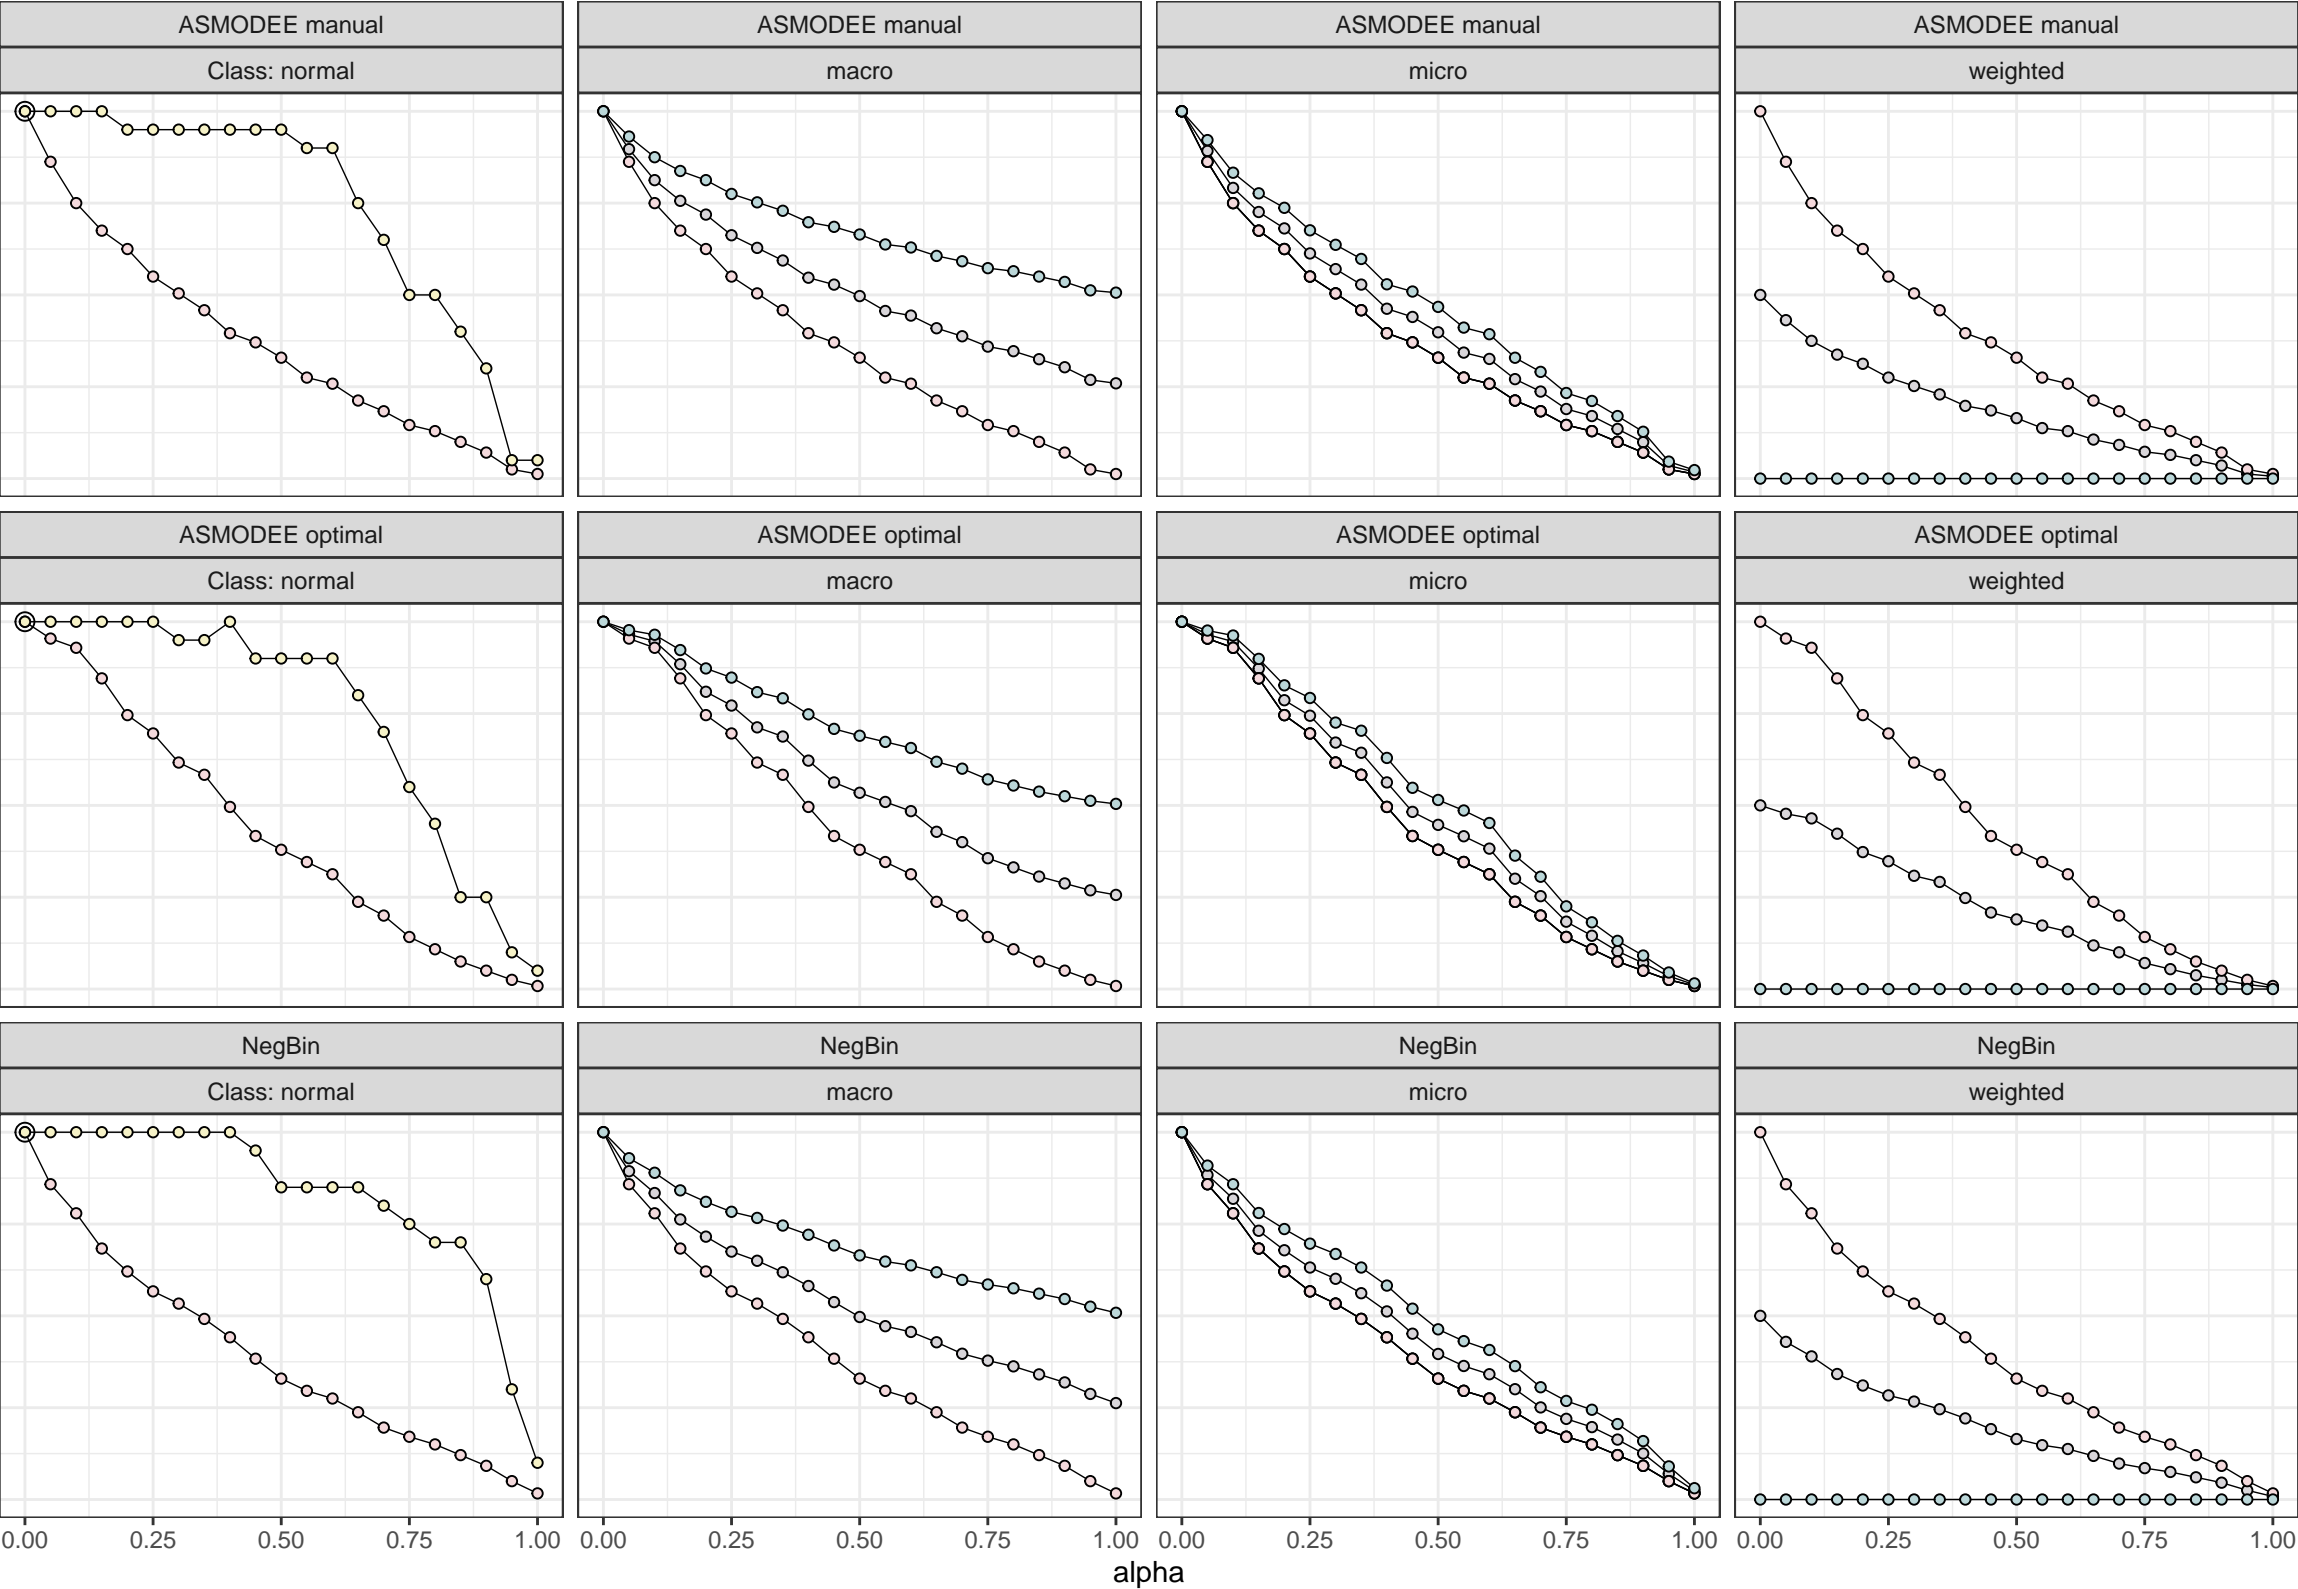 ASMODEE manual ASMODEE manual ASMODEE manual ASMODEE manual
Class: normal macro micro weighted
ASMODEE optimal ASMODEE optimal ASMODEE optimal ASMODEE optimal
Class: normal macro micro weighted
NegBin NegBin NegBin NegBin
Class: normal macro micro weighted
0.00 0.25 0.50 0.75 1.00 0.00 0.25 0.50 0.75 1.00 0.00 0.25 0.50 0.75 1.00 0.00 0.25 0.50 0.75 1.00
alpha